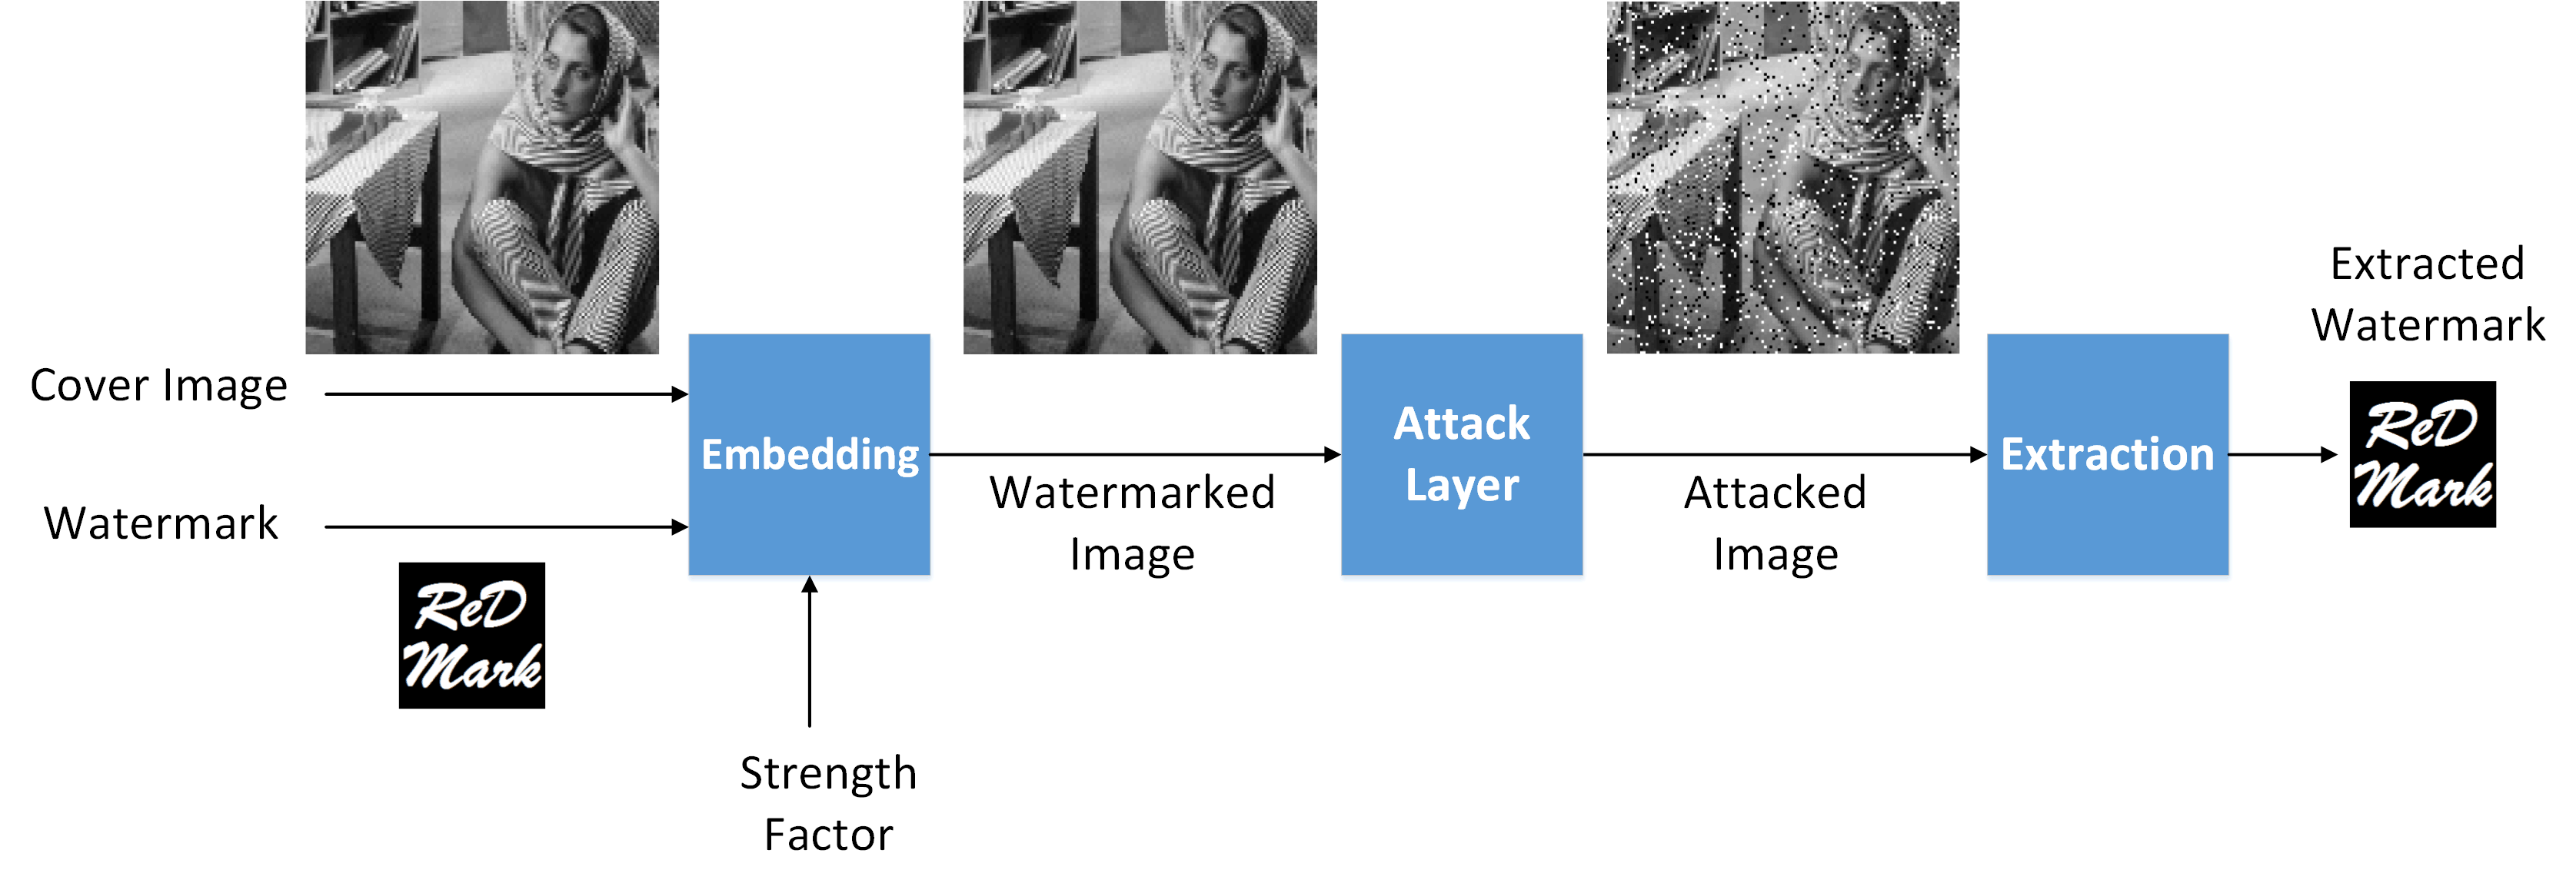 Cover Image
Watermark
ReD
Mark
Strength
Factor
Embedding
Watermarked
Image
Attack
Layer
Attacked
Image
Extraction
Extracted
Watermark
ReD
Mark